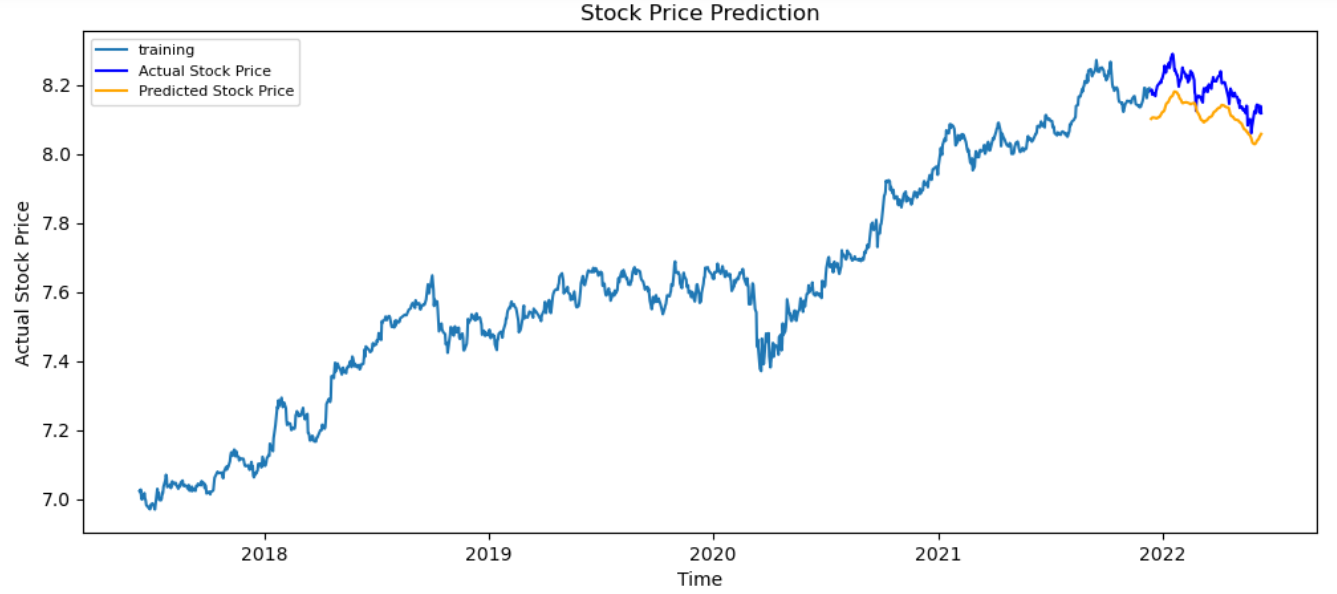 Stock Price Prediction
training
Actual Stock Price
Predicted Stock Price
8.2
8.0
7.8
7.6
7.4
7.2
7.0
Actual Stock Price
2018 2019 2020 2021 2022
Time